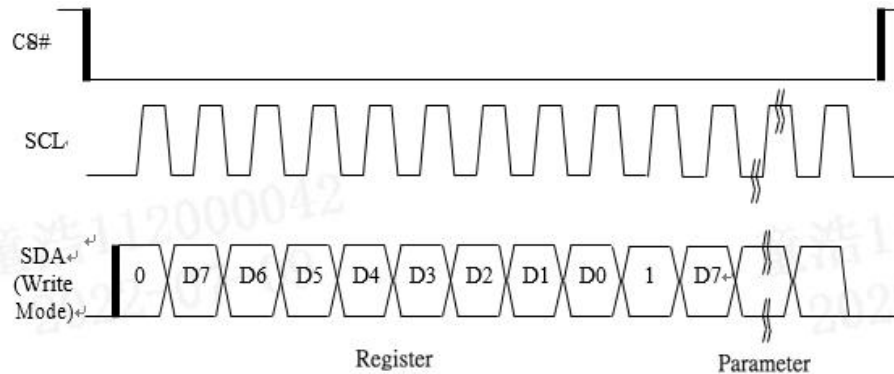 CS#
SCL
SDA
(Write
Mode)
0 D7 D6 D5 D4 D3 D2 D1 D0 1 D7
Register
Parameter